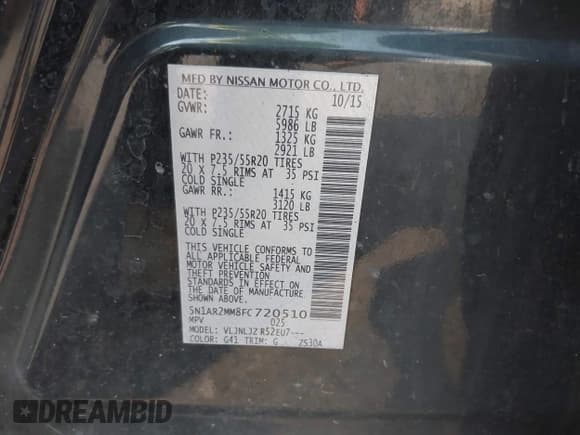 MFD BY NISSAN MOTOR CO., LTD.
DATE: 10/15
GVWR: 2715 KG
5986 LB
GAWR FR: 1325 KG
2921 LB
WITH P235/55R20 TIRES
20 X 7.5 RIMS AT 35 PSI
COLD SINGLE
GAWR RR.: 1415 KG
3120 LB
WITH P235/55R20 TIRES
20 X 7.5 RIMS AT 35 PSI
COLD SINGLE
THIS VEHICLE CONFORMS TO
ALL APPLICABLE FEDERAL
MOTOR VEHICLE SAFETY AND
THEFT PREVENTION
STANDARDS IN EFFECT ON
THE DATE OF MANUFACTURE.
5N1AR2MM8FC720510
MPV 025
MODEL: VLJNLJZ R52EU7---
COLOR: G41 TRIM: G ZS30A
DREAMBID